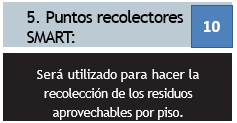 5. Puntos recolectores
SMART:
10
Será utilizado para hacer la
recolección de los residuos
aprovechables por piso.